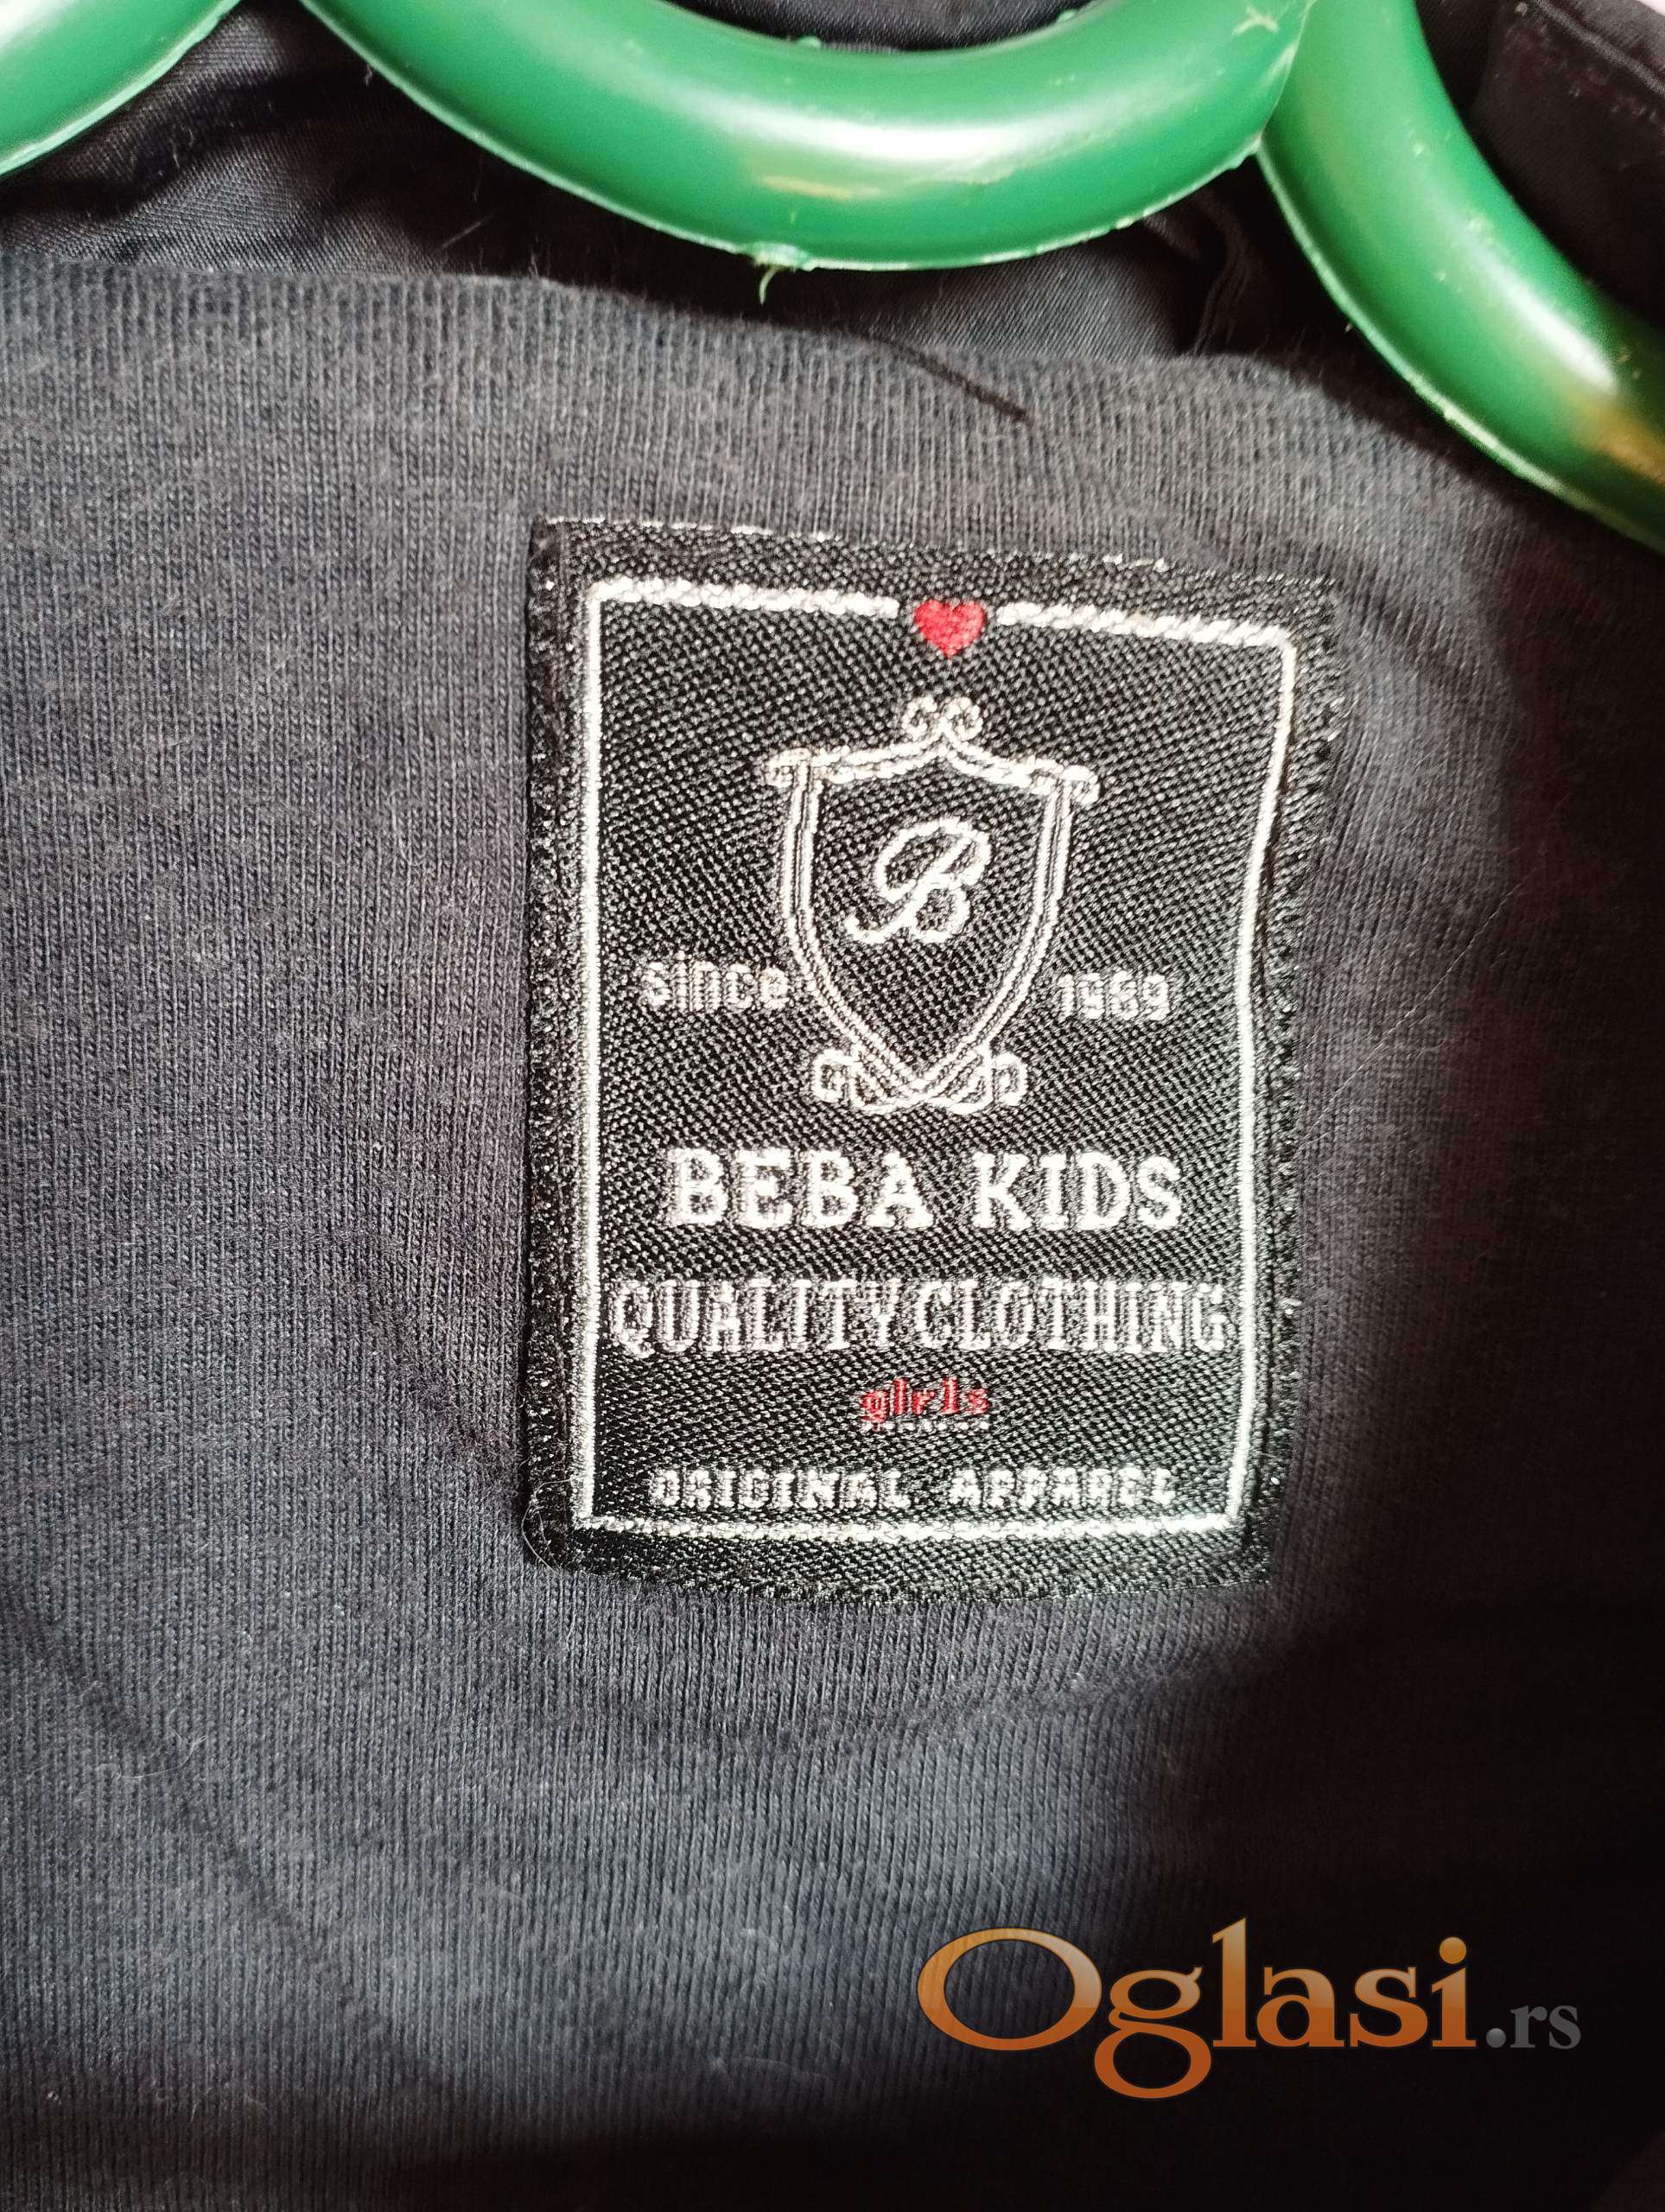 B
since 1989
BEBA KIDS
QUALITY CLOTHING
girls
ORIGINAL APPAREL
Oglasi.rs